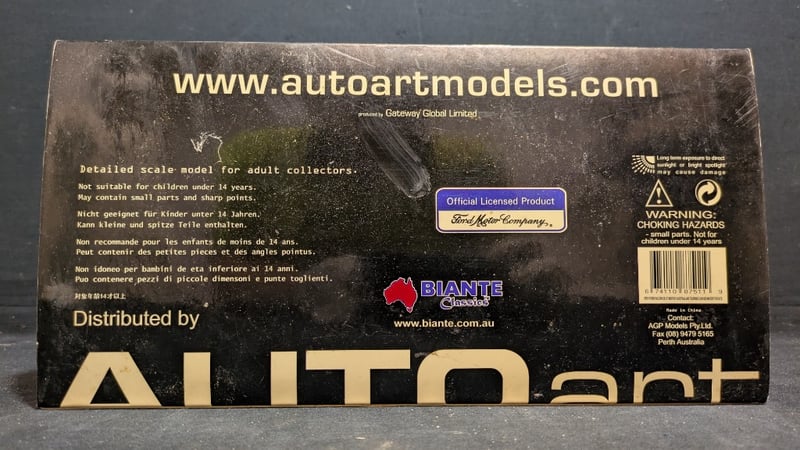 www.autoartmodels.com
produced by Gateway Global Limited
Detailed scale model for adult collectors.
Not suitable for children under 14 years.
May contain small parts and sharp points.
Nicht geeignet für Kinder unter 14 Jahren.
Kann kleine und spitze Teile enthalten.
Non recommande pour les enfants de moins de 14 ans.
Peut contenir des petites pieces et des angles pointus.
Non idoneo per bambini de eta inferiore ai 14 anni.
Puo contenere pezzi di piccole dimensoni e punte toglienti.
Distributed by
AUTOart
Official Licensed Product
Ford Motor Company
BIANTE
Classics
www.biante.com.au
Long term exposure to direct
sunlight or bright spotlight
may cause damage
WARNING:
CHOKING HAZARDS
- small parts. Not for
children under 14 years
Made in China
Contact:
AGP Models Pty.Ltd.
Fax (08) 9479 5165
Perth Australia